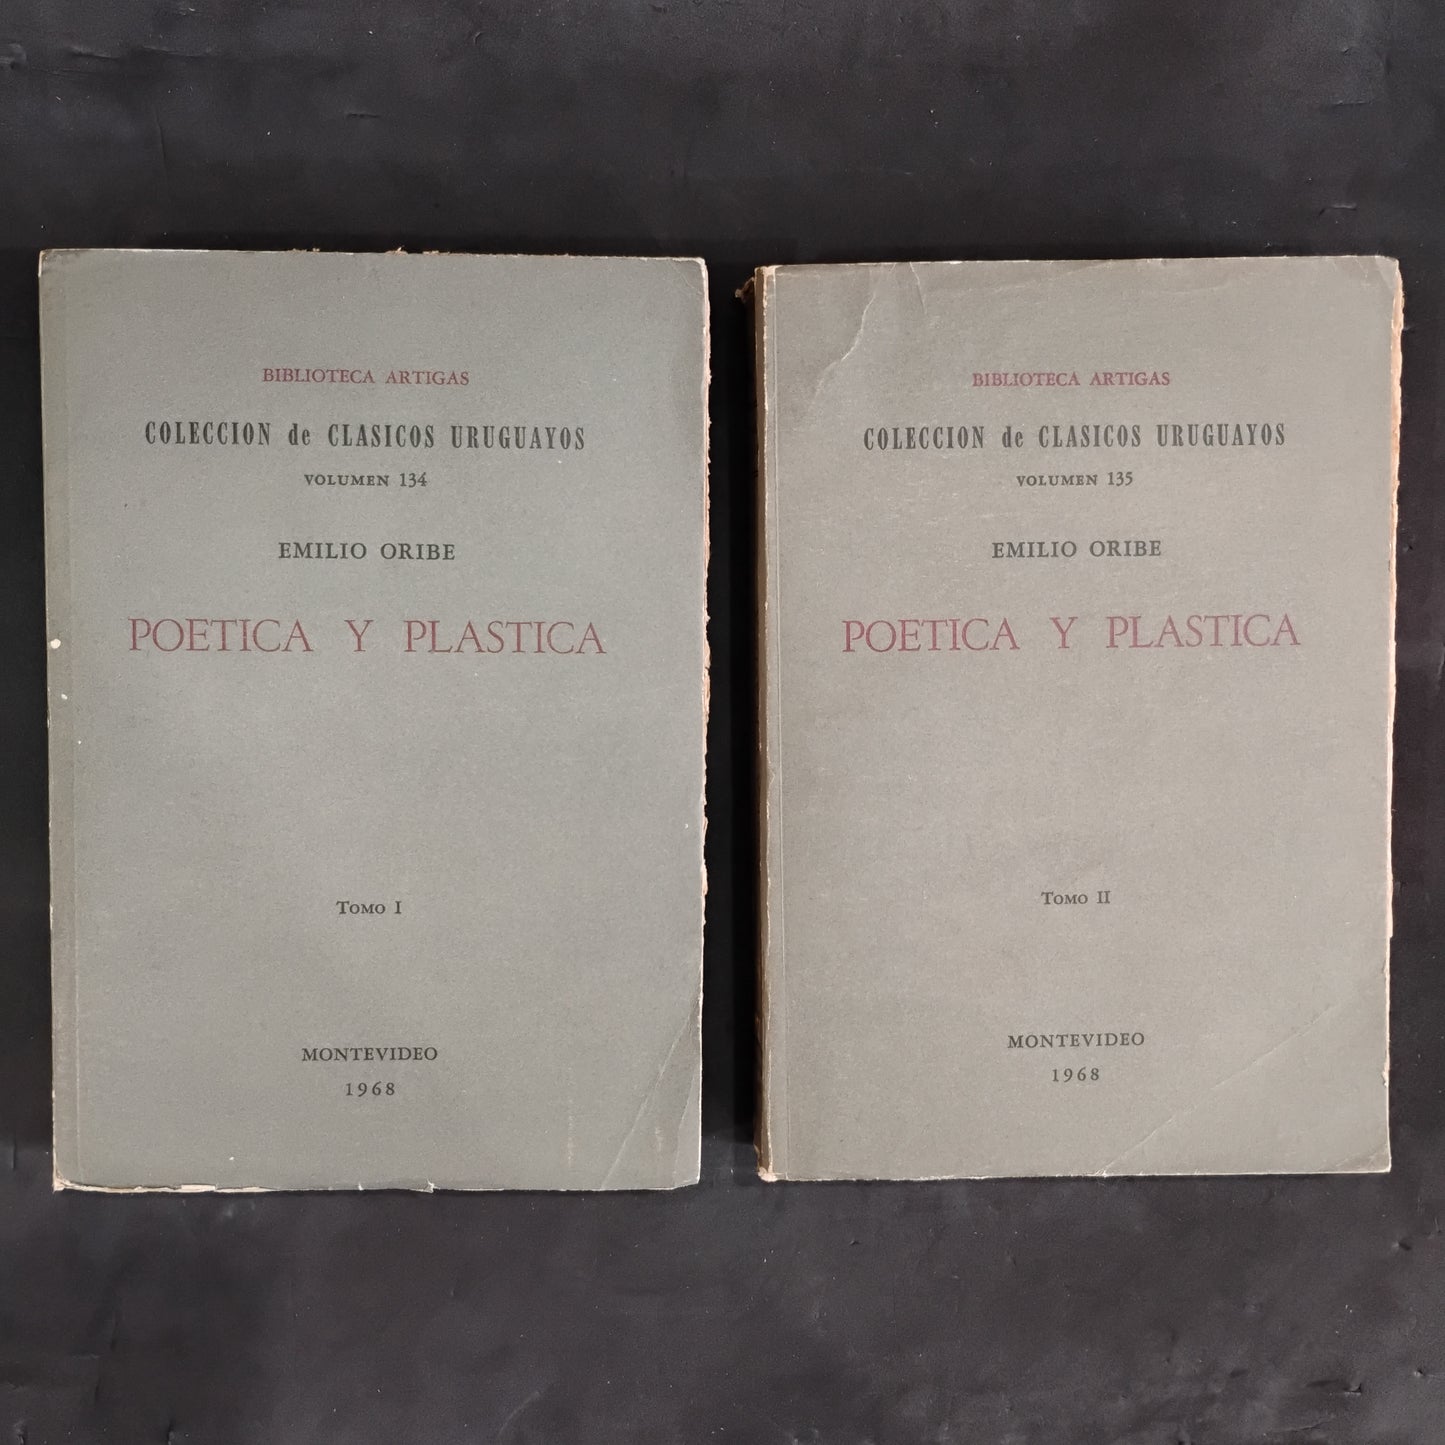 BIBLIOTECA ARTIGAS
COLECCION de CLASICOS URUGUAYOS
VOLUMEN 134
EMILIO ORIBE
POETICA Y PLASTICA
TOMO I
MONTEVIDEO
1968
BIBLIOTECA ARTIGAS
COLECCION de CLASICOS URUGUAYOS
VOLUMEN 135
EMILIO ORIBE
POETICA Y PLASTICA
TOMO II
MONTEVIDEO
1968